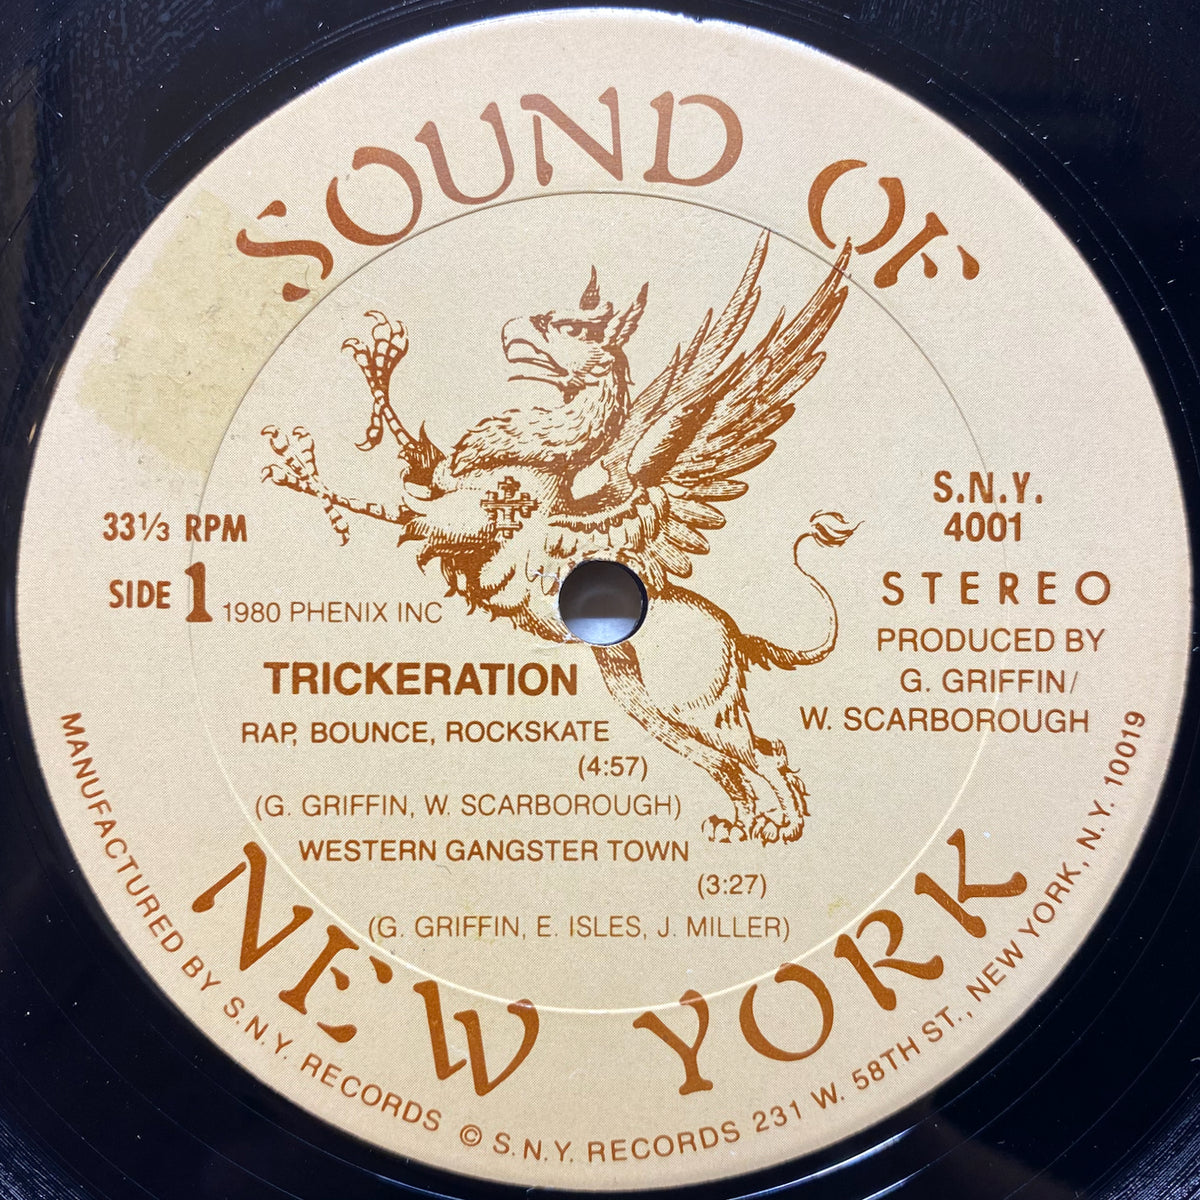 SOUND OF
33 1/3 RPM
SIDE 1
1980 PHENIX INC
S.N.Y.
4001
STEREO
PRODUCED BY
G. GRIFFIN/
W. SCARBOROUGH
TRICKERATION
RAP, BOUNCE, ROCKSKATE
(4:57)
(G. GRIFFIN, W. SCARBOROUGH)
WESTERN GANGSTER TOWN
(3:27)
(G. GRIFFIN, E. ISLES, J. MILLER)
NEW YORK
MANUFACTURED BY S.N.Y. RECORDS © S.N.Y. RECORDS 231 W. 58TH ST., NEW YORK, N.Y. 10019